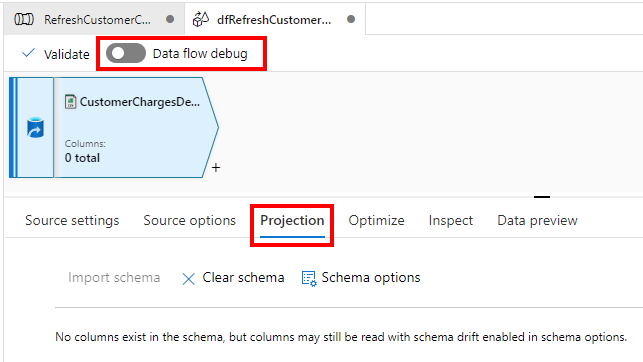 RefreshCustomerC...
dfRefreshCustomer...
Validate
Data flow debug
CustomerChargesDe...
Columns:
0 total
+
Source settings
Source options
Projection
Optimize
Inspect
Data preview
Import schema
Clear schema
Schema options
No columns exist in the schema, but columns may still be read with schema drift enabled in schema options.